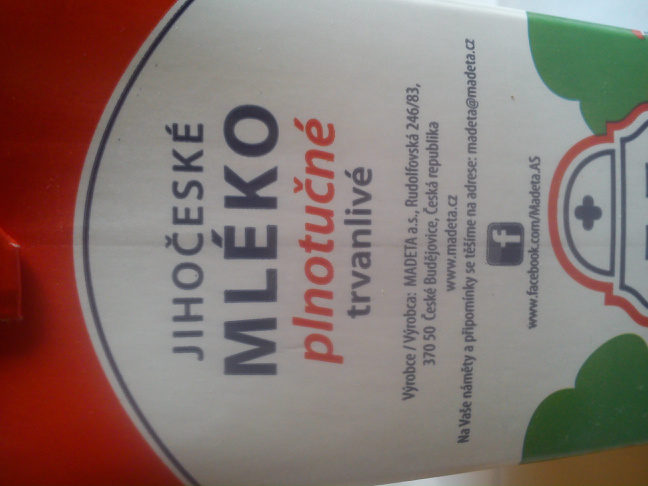 JIHOČESKÉ
MLÉKO
plnotučné
trvanlivé
Výrobce / Výrobca: MADETA a.s., Rudolfovská 246/83,
370 50 České Budějovice, Česká republika
www.madeta.cz
Na Vaše náměty a připomínky se těšíme na adrese: madeta@madeta.cz
f
www.facebook.com/Madeta.AS